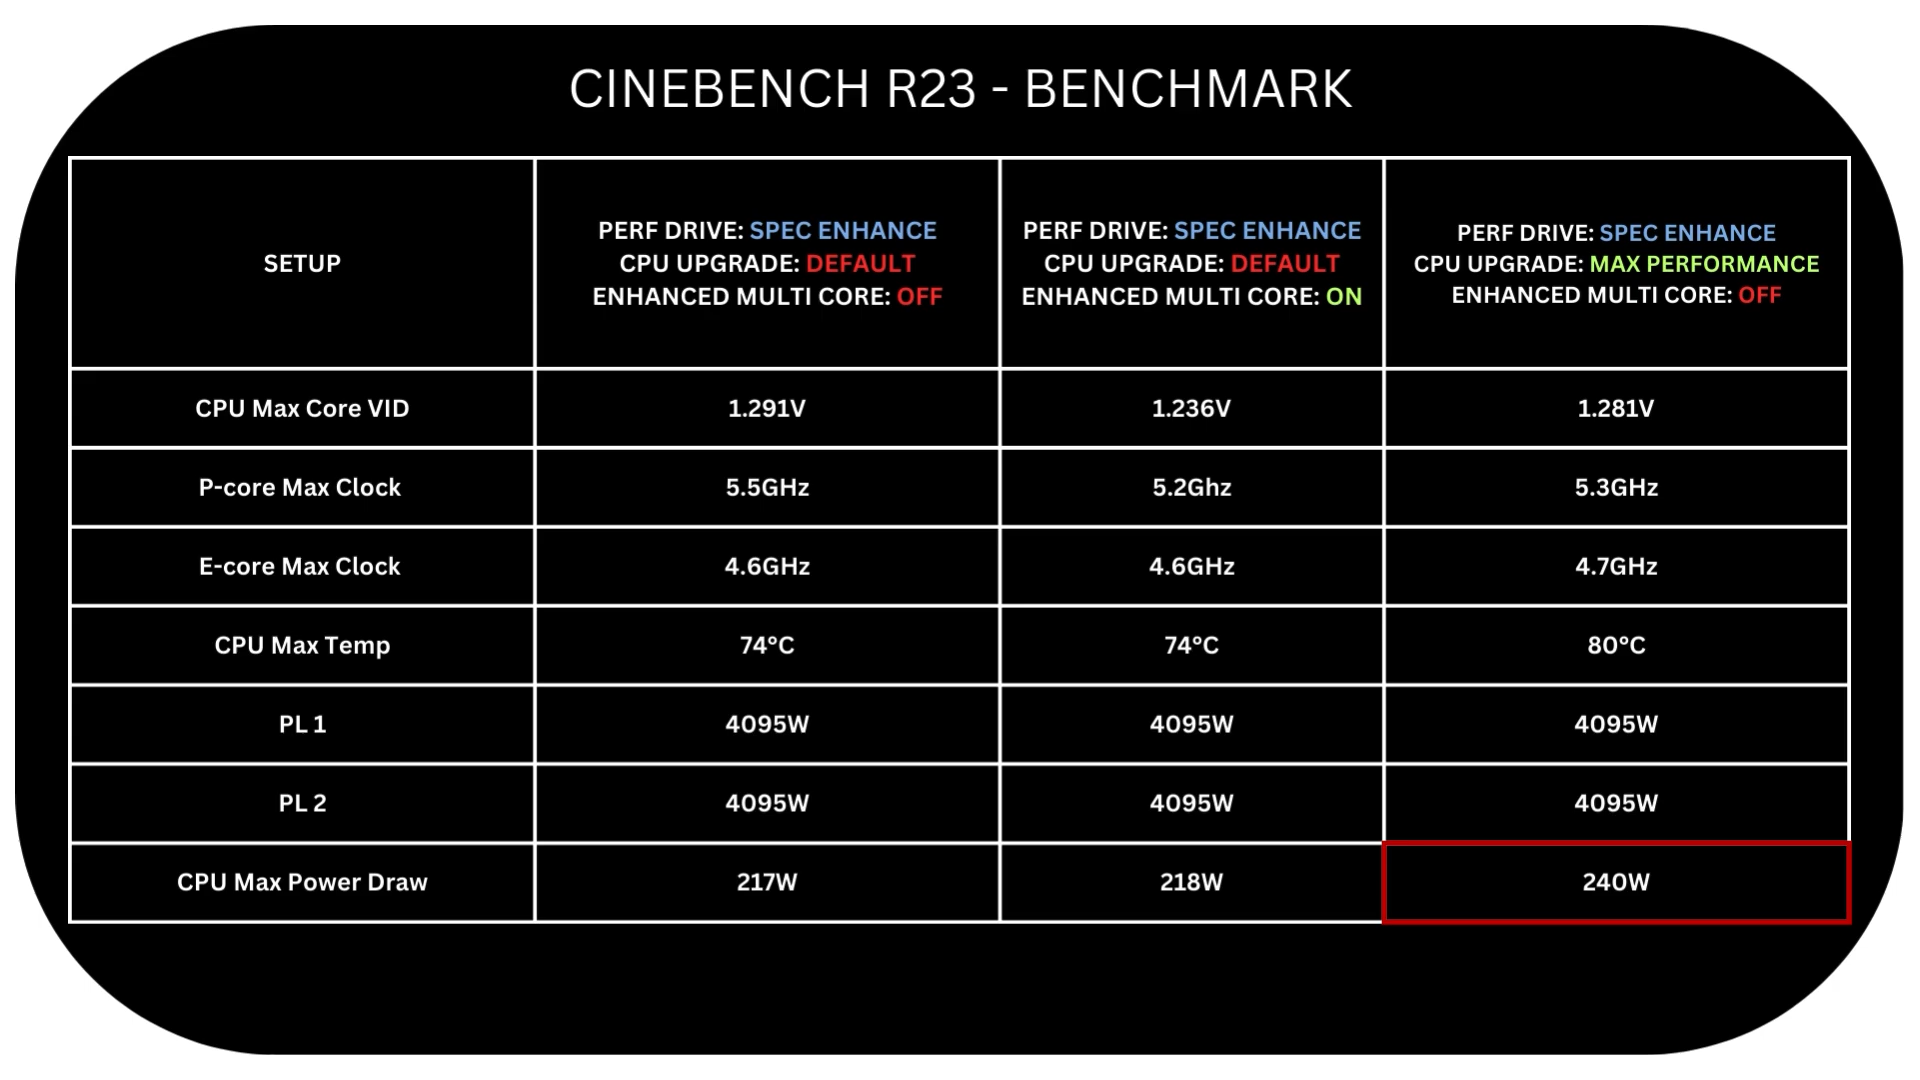 CINEBENCH R23 - BENCHMARK
SETUP
PERF DRIVE: SPEC ENHANCE
CPU UPGRADE: DEFAULT
ENHANCED MULTI CORE: OFF
PERF DRIVE: SPEC ENHANCE
CPU UPGRADE: DEFAULT
ENHANCED MULTI CORE: ON
PERF DRIVE: SPEC ENHANCE
CPU UPGRADE: MAX PERFORMANCE
ENHANCED MULTI CORE: OFF
CPU Max Core VID 1.291V 1.236V 1.281V
P-core Max Clock 5.5GHz 5.2Ghz 5.3GHz
E-core Max Clock 4.6GHz 4.6GHz 4.7GHz
CPU Max Temp 74°C 74°C 80°C
PL 1 4095W 4095W 4095W
PL 2 4095W 4095W 4095W
CPU Max Power Draw 217W 218W 240W